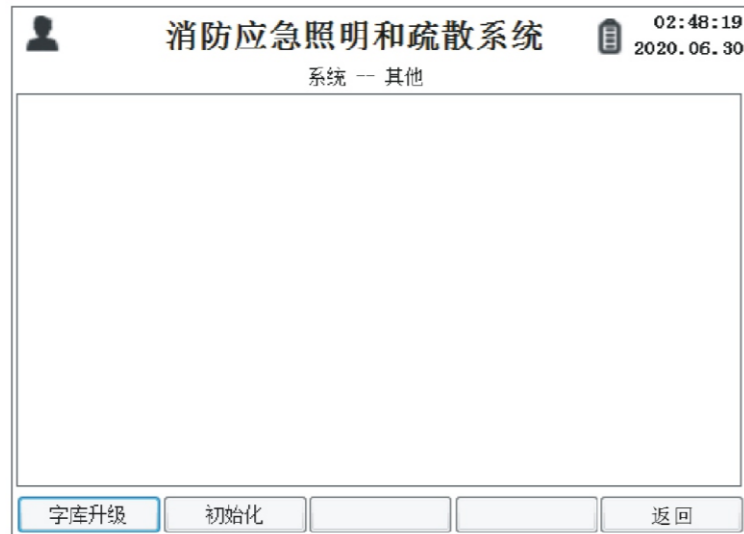 消防应急照明和疏散系统
02:48:19
2020.06.30
系统 -- 其他
字库升级 初始化 返回